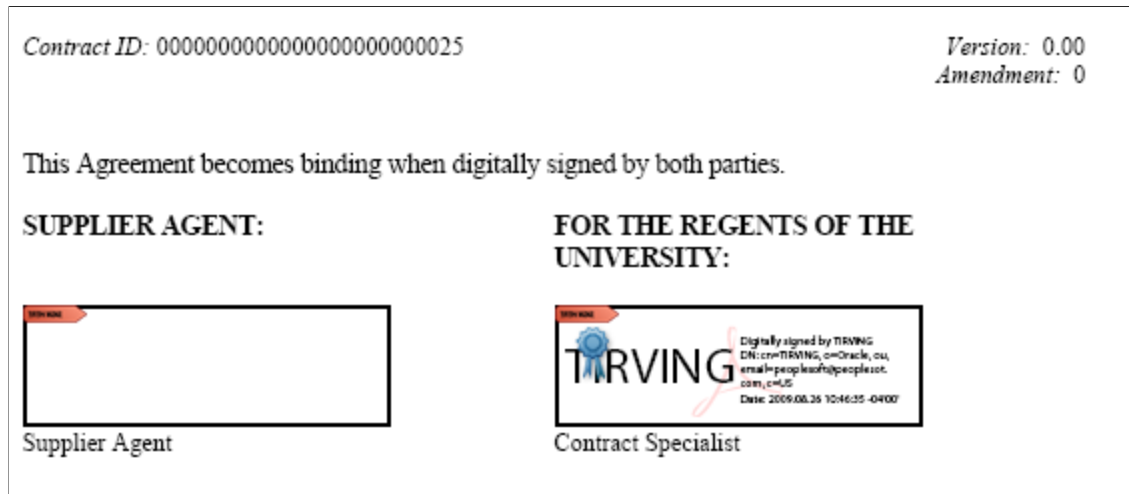 Contract ID: 0000000000000000000000025
Version: 0.00
Amendment: 0
This Agreement becomes binding when digitally signed by both parties.
SUPPLIER AGENT:
FOR THE REGENTS OF THE
UNIVERSITY:
TIRVING
Digitally signed by TIRVING
DN: cn=TIRVING, o=Oracle, ou,
email=peoplesoft@peoplesot.
com, c=US
Date: 2009.08.26 10:46:35 -04'00'
Supplier Agent
Contract Specialist